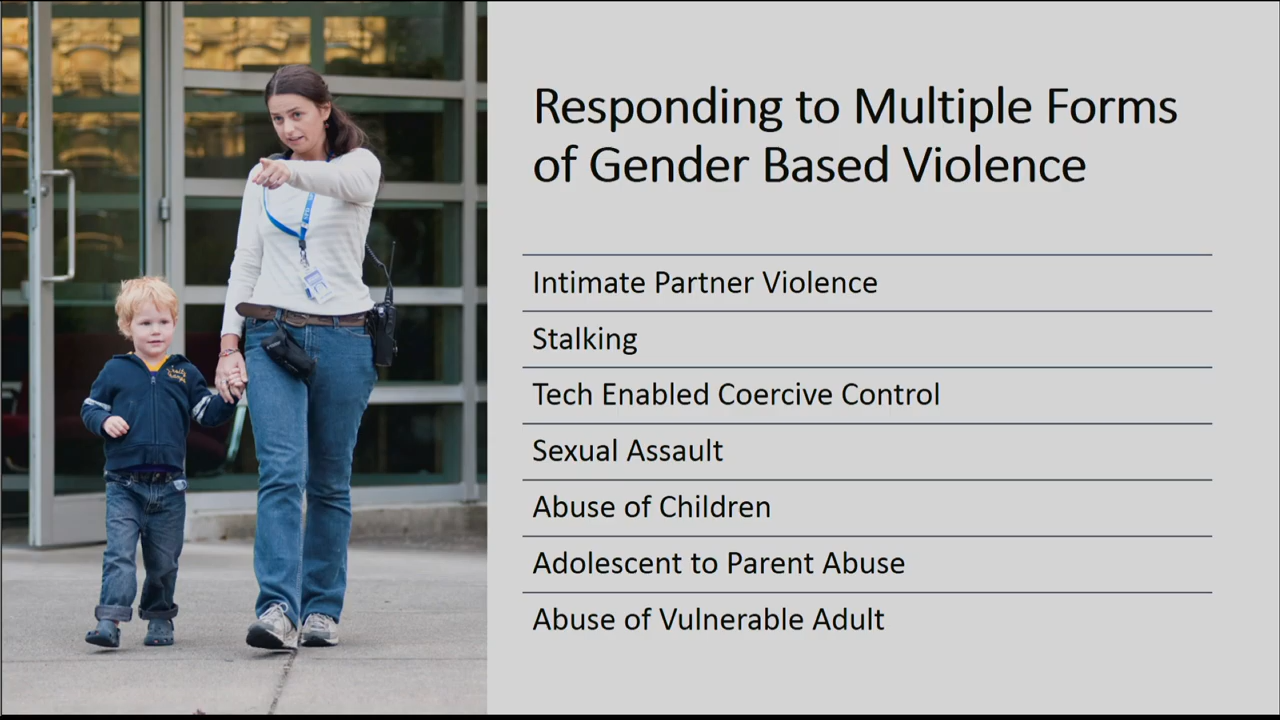 Responding to Multiple Forms
of Gender Based Violence
Intimate Partner Violence
Stalking
Tech Enabled Coercive Control
Sexual Assault
Abuse of Children
Adolescent to Parent Abuse
Abuse of Vulnerable Adult